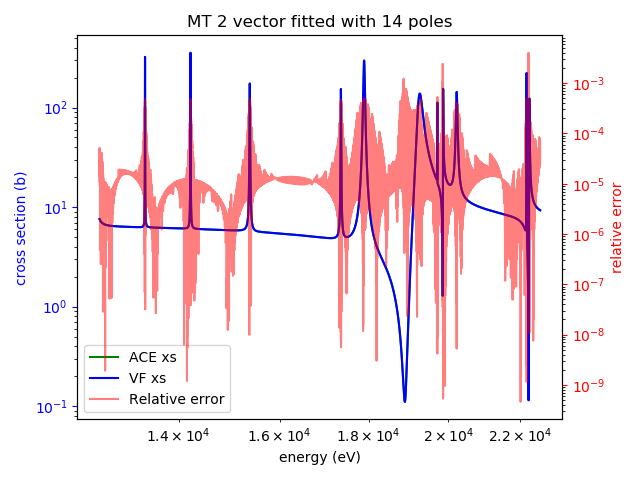 MT 2 vector fitted with 14 poles
cross section (b)
10²
10¹
10⁰
10⁻¹
10⁻³
10⁻⁴
10⁻⁵
10⁻⁶
10⁻⁷
10⁻⁸
10⁻⁹
relative error
ACE xs
VF xs
Relative error
1.4 × 10⁴ 1.6 × 10⁴ 1.8 × 10⁴ 2 × 10⁴ 2.2 × 10⁴
energy (eV)